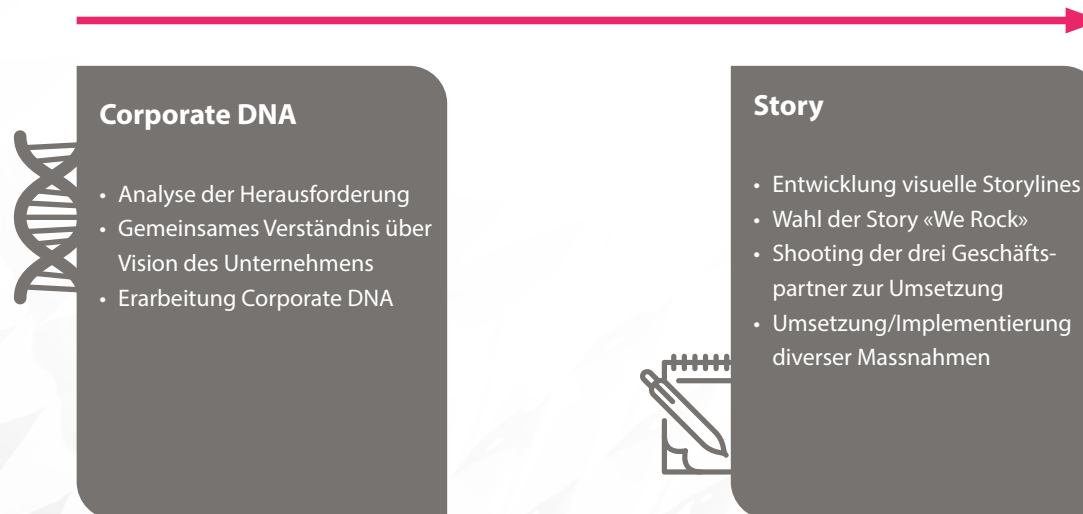 Corporate DNA
• Analyse der Herausforderung
• Gemeinsames Verständnis über
Vision des Unternehmens
• Erarbeitung Corporate DNA
Story
• Entwicklung visuelle Storylines
• Wahl der Story «We Rock»
• Shooting der drei Geschäfts-
partner zur Umsetzung
• Umsetzung/Implementierung
diverser Massnahmen